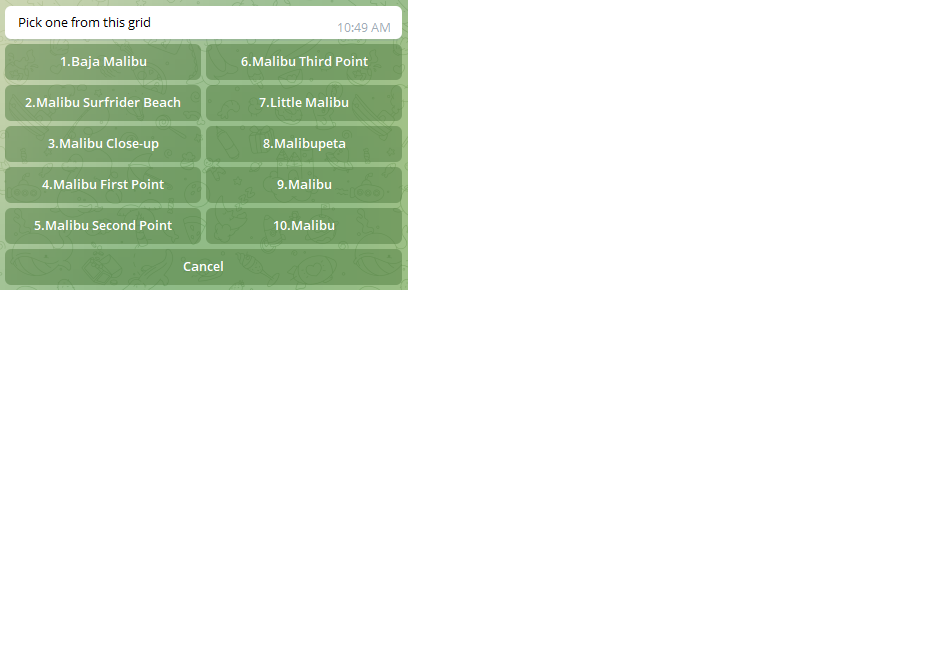 Pick one from this grid
10:49 AM
1.Baja Malibu
6.Malibu Third Point
2.Malibu Surfrider Beach
7.Little Malibu
3.Malibu Close-up
8.Malibupeta
4.Malibu First Point
9.Malibu
5.Malibu Second Point
10.Malibu
Cancel